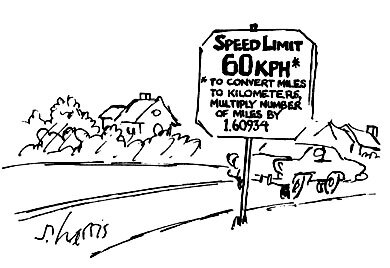 SPEED LIMIT
60 KPH*
* TO CONVERT MILES
TO KILOMETERS,
MULTIPLY NUMBER
OF MILES BY
1.60934
S. Harris